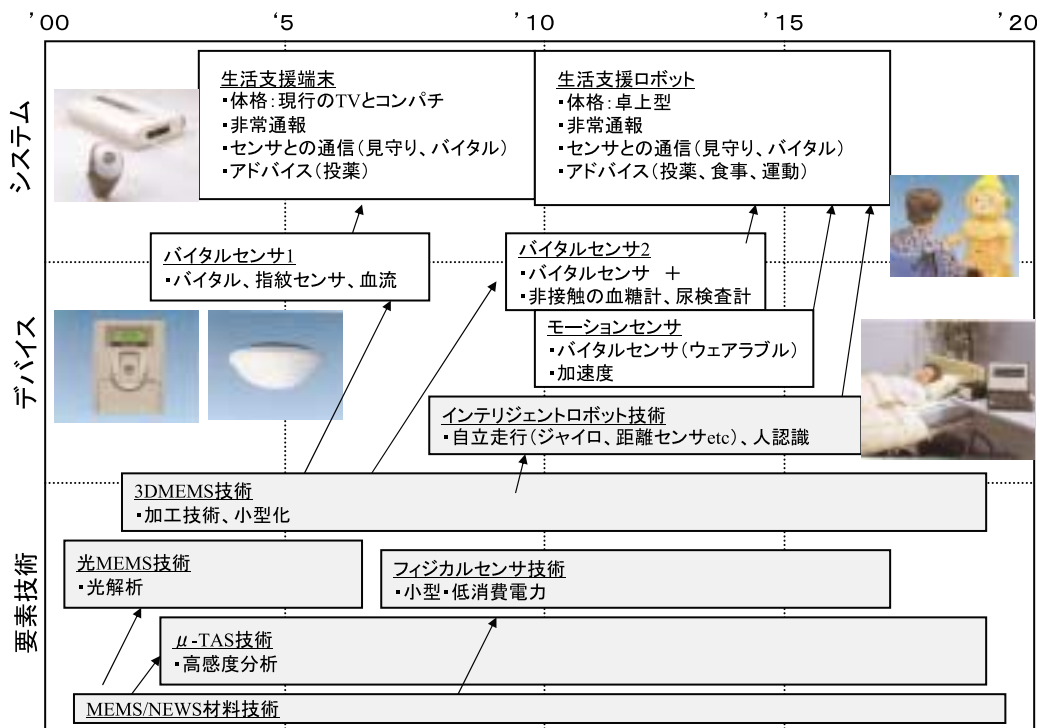 ’00 ‘5 ’10 ’15 ’20
システム
生活支援端末
・体格:現行のTVとコンパチ
・非常通報
・センサとの通信(見守り、バイタル)
・アドバイス(投薬)
生活支援ロボット
・体格:卓上型
・非常通報
・センサとの通信(見守り、バイタル)
・アドバイス(投薬、食事、運動)
デバイス
バイタルセンサ1
・バイタル、指紋センサ、血流
バイタルセンサ2
・バイタルセンサ +
・非接触の血糖計、尿検査計
モーションセンサ
・バイタルセンサ(ウェアラブル)
・加速度
インテリジェントロボット技術
・自立走行(ジャイロ、距離センサetc)、人認識
要素技術
3DMEMS技術
・加工技術、小型化
光MEMS技術
・光解析
フィジカルセンサ技術
・小型・低消費電力
μ-TAS技術
・高感度分析
MEMS/NEWS材料技術